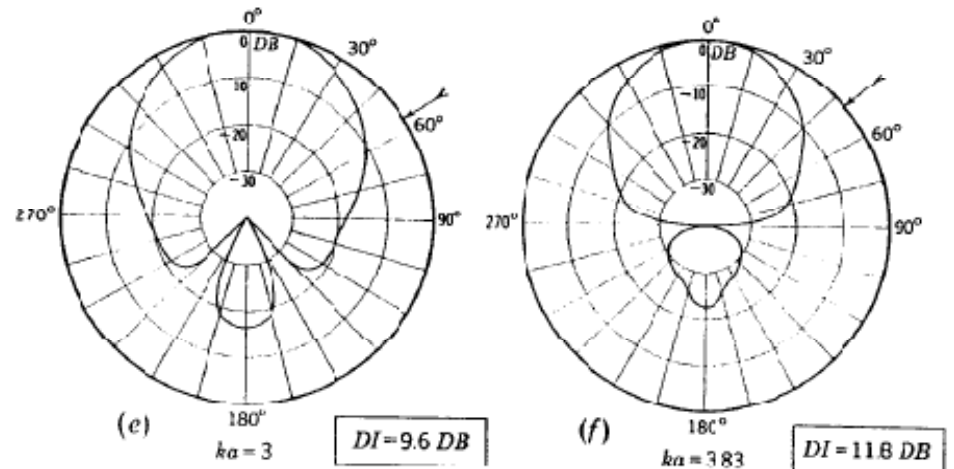 0°
0 DB
30°
10
60°
-20
-30
270°
90°
180°
(e)
ka = 3
DI = 9.6 DB
0°
0 DB
30°
-10
60°
-20
-30
270°
90°
180°
(f)
ka = 3 83
DI = 11.8 DB